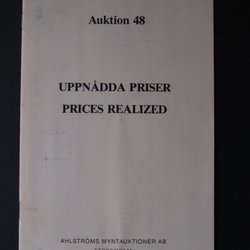 Auktion 48
UPPNÅDDA PRISER
PRICES REALIZED
AHLSTRÖMS MYNTAUKTIONER AB